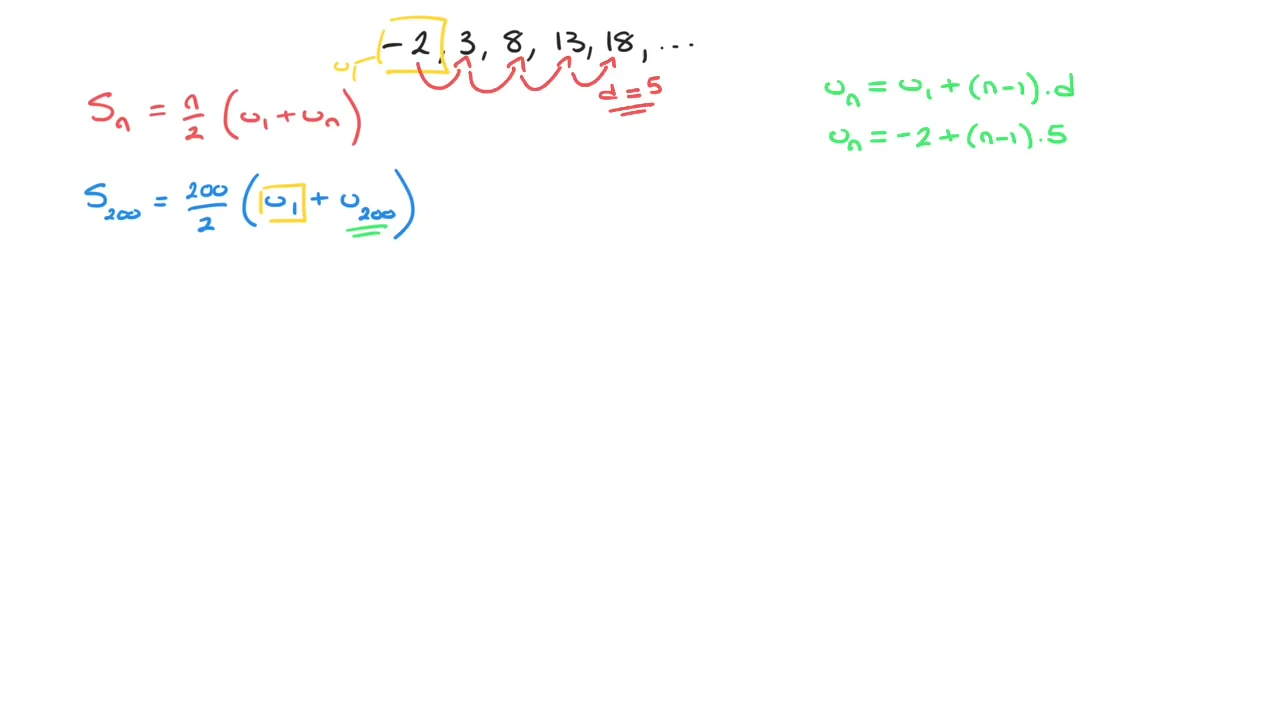 -2, 3, 8, 13, 18, ...
u₁
d = 5
Sₙ = n/2 (u₁ + uₙ)
S₂₀₀ = 200/2 (u₁ + u₂₀₀)
uₙ = u₁ + (n-1).d
uₙ = -2 + (n-1).5